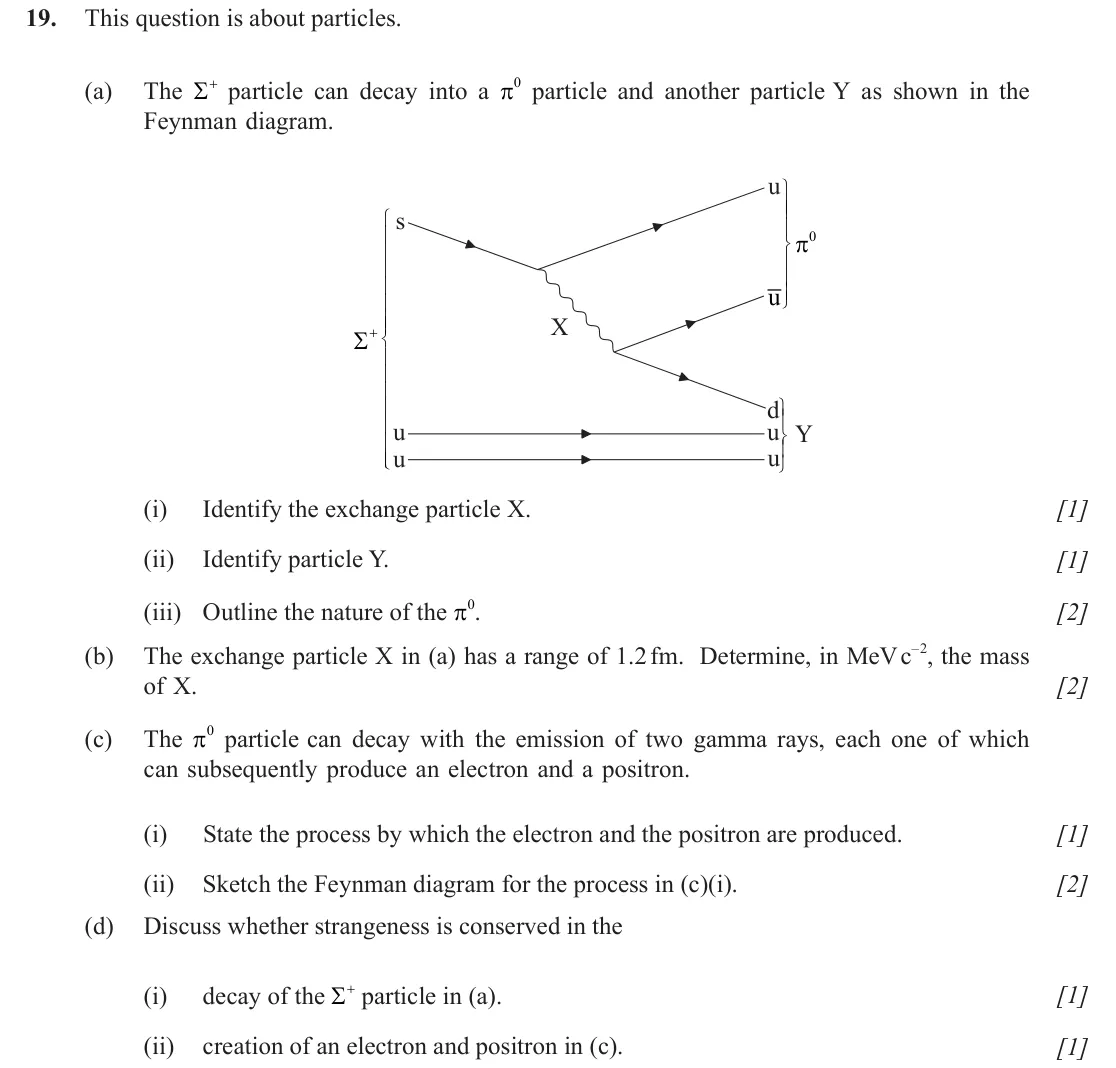 19. This question is about particles.
(a) The Σ⁺ particle can decay into a π⁰ particle and another particle Y as shown in the
Feynman diagram.
u
s
π⁰
u̅
X
Σ⁺
d
u u Y
u u
(i) Identify the exchange particle X. [1]
(ii) Identify particle Y. [1]
(iii) Outline the nature of the π⁰. [2]
(b) The exchange particle X in (a) has a range of 1.2 fm. Determine, in MeV c⁻², the mass
of X. [2]
(c) The π⁰ particle can decay with the emission of two gamma rays, each one of which
can subsequently produce an electron and a positron.
(i) State the process by which the electron and the positron are produced. [1]
(ii) Sketch the Feynman diagram for the process in (c)(i). [2]
(d) Discuss whether strangeness is conserved in the
(i) decay of the Σ⁺ particle in (a). [1]
(ii) creation of an electron and positron in (c). [1]